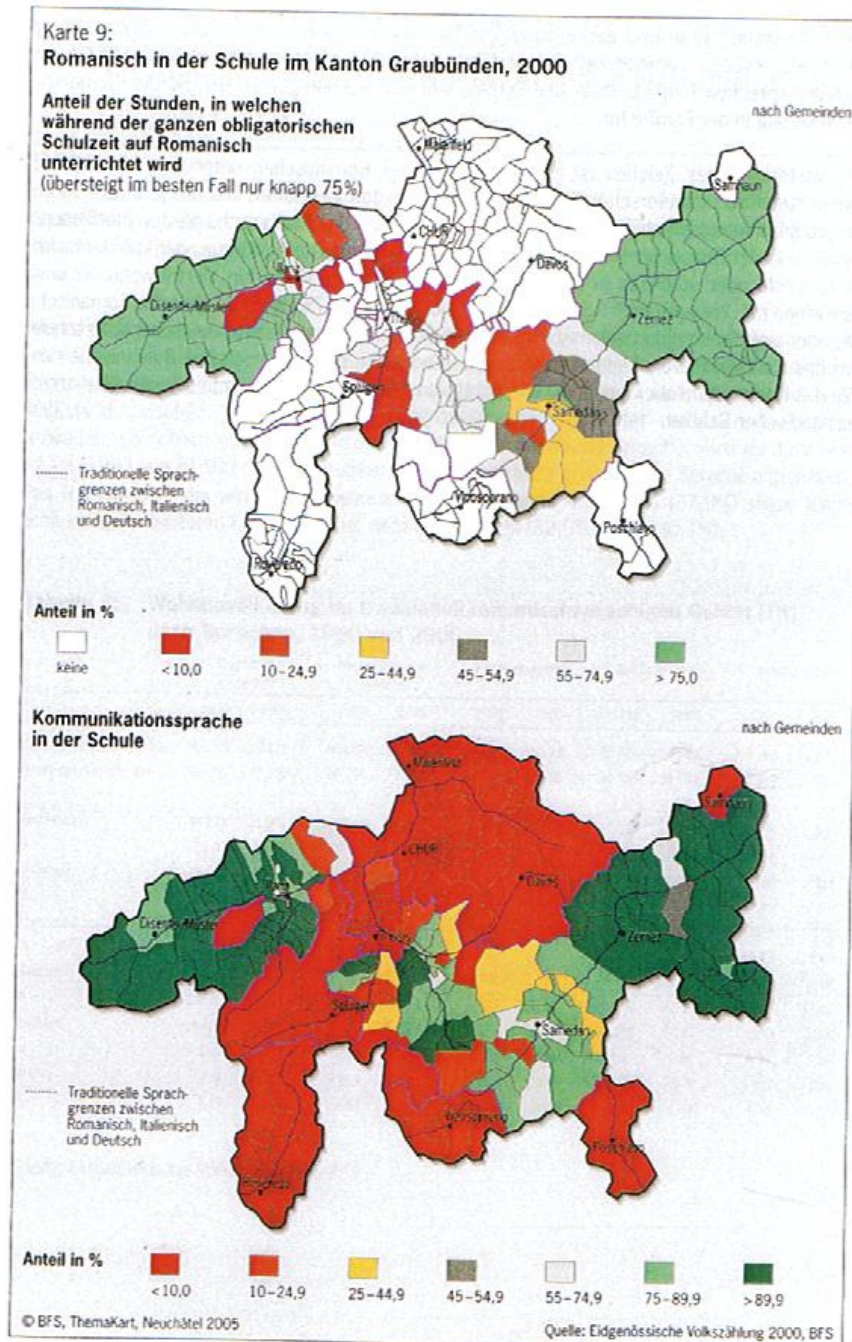 Karte 9:
Romanisch in der Schule im Kanton Graubünden, 2000
Anteil der Stunden, in welchen
während der ganzen obligatorischen
Schulzeit auf Romanisch
unterrichtet wird
(übersteigt im besten Fall nur knapp 75%)
nach Gemeinden
Maienfeld
Samnaun
CHUR
Davos
Ilanz
Disentis-Mustér
Zernez
Thusis
Splügen
Samedan
Traditionelle Sprach-
grenzen zwischen
Romanisch, Italienisch
und Deutsch
Vicosoprano
Poschiavo
Roveredo
Anteil in %
keine
<10,0
10–24,9
25–44,9
45–54,9
55–74,9
> 75,0
Kommunikationssprache
in der Schule
nach Gemeinden
Maienfeld
Samnaun
CHUR
Davos
Ilanz
Disentis-Mustér
Zernez
Thusis
Splügen
Samedan
Traditionelle Sprach-
grenzen zwischen
Romanisch, Italienisch
und Deutsch
Vicosoprano
Poschiavo
Roveredo
Anteil in %
<10,0
10–24,9
25–44,9
45–54,9
55–74,9
75–89,9
>89,9
© BFS, ThemaKart, Neuchâtel 2005
Quelle: Eidgenössische Volkszählung 2000, BFS